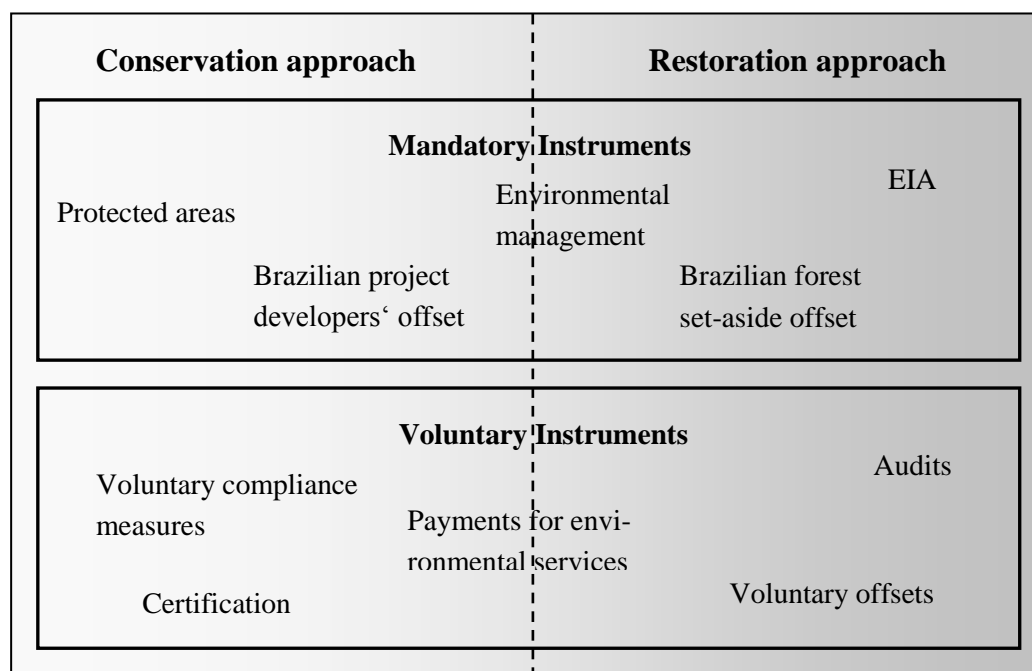 Conservation approach
Restoration approach
Mandatory Instruments
EIA
Protected areas
Environmental
management
Brazilian project
developers‘ offset
Brazilian forest
set-aside offset
Voluntary Instruments
Audits
Voluntary compliance
measures
Payments for envi-
ronmental services
Certification
Voluntary offsets